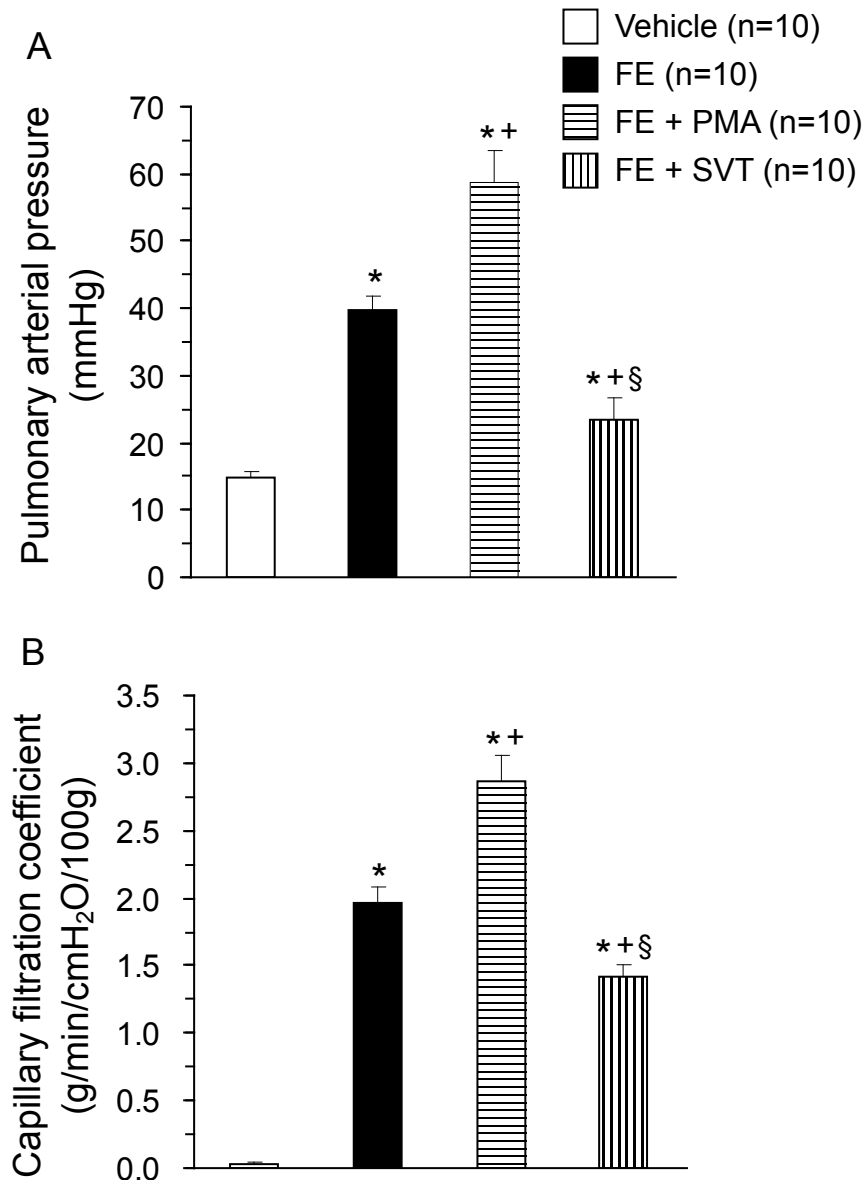 A
Vehicle (n=10)
FE (n=10)
FE + PMA (n=10)
FE + SVT (n=10)
Pulmonary arterial pressure
(mmHg)
70
60
50
40
30
20
10
0
*
*+
*+§
B
Capillary filtration coefficient
(g/min/cmH₂O/100g)
3.5
3.0
2.5
2.0
1.5
1.0
0.5
0.0
*
*+
*+§